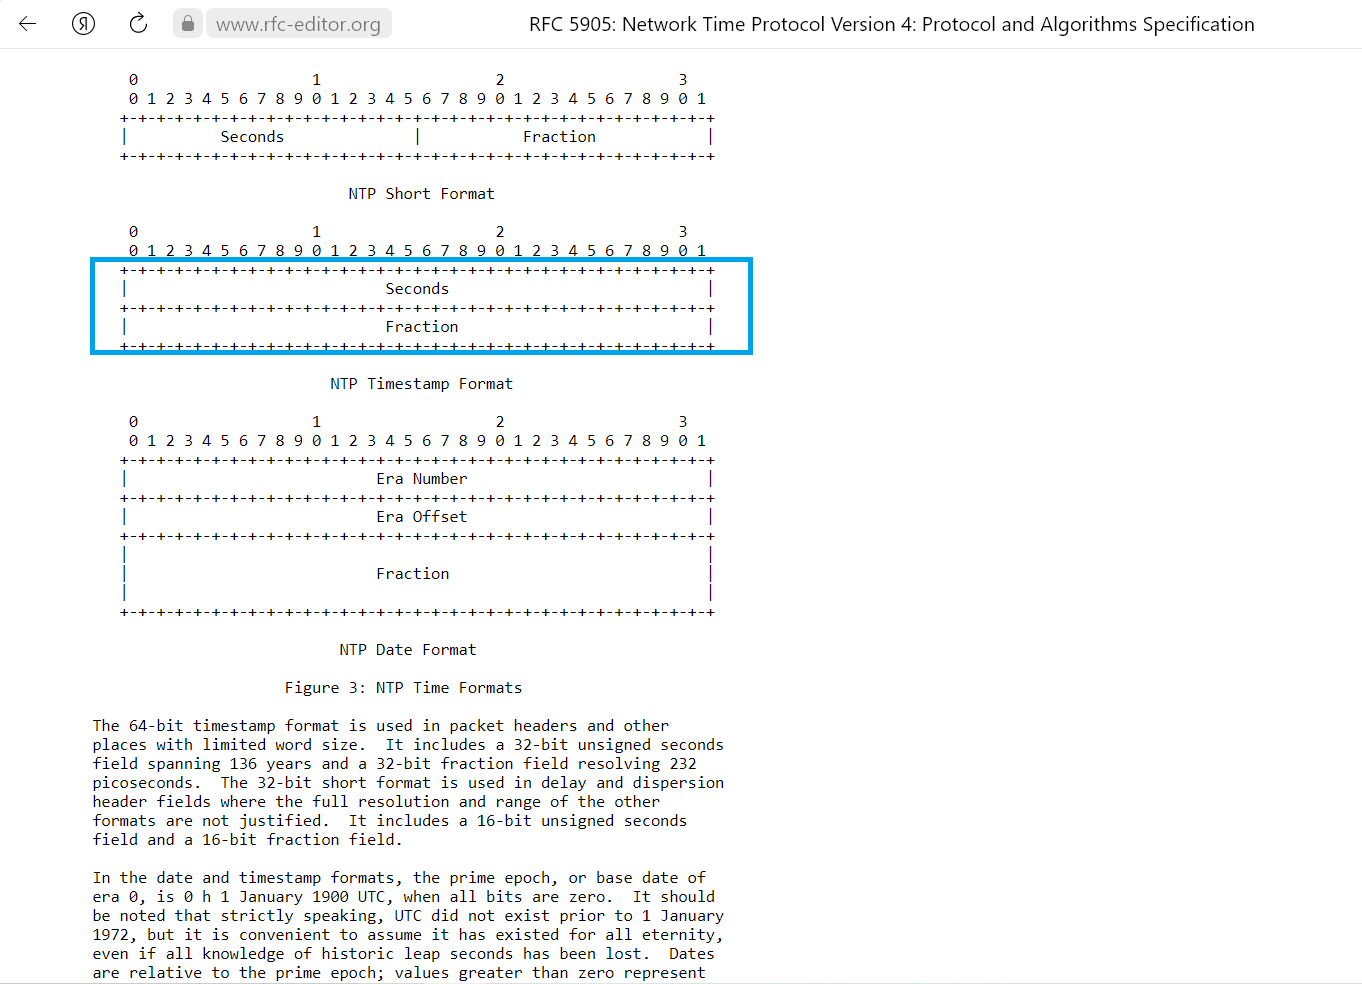 www.rfc-editor.org RFC 5905: Network Time Protocol Version 4: Protocol and Algorithms Specification
0                   1                   2                   3
0 1 2 3 4 5 6 7 8 9 0 1 2 3 4 5 6 7 8 9 0 1 2 3 4 5 6 7 8 9 0 1
+-+-+-+-+-+-+-+-+-+-+-+-+-+-+-+-+-+-+-+-+-+-+-+-+-+-+-+-+-+-+-+-+
|          Seconds              |           Fraction            |
+-+-+-+-+-+-+-+-+-+-+-+-+-+-+-+-+-+-+-+-+-+-+-+-+-+-+-+-+-+-+-+-+
NTP Short Format
0                   1                   2                   3
0 1 2 3 4 5 6 7 8 9 0 1 2 3 4 5 6 7 8 9 0 1 2 3 4 5 6 7 8 9 0 1
+-+-+-+-+-+-+-+-+-+-+-+-+-+-+-+-+-+-+-+-+-+-+-+-+-+-+-+-+-+-+-+-+
|                            Seconds                            |
+-+-+-+-+-+-+-+-+-+-+-+-+-+-+-+-+-+-+-+-+-+-+-+-+-+-+-+-+-+-+-+-+
|                            Fraction                           |
+-+-+-+-+-+-+-+-+-+-+-+-+-+-+-+-+-+-+-+-+-+-+-+-+-+-+-+-+-+-+-+-+
NTP Timestamp Format
0                   1                   2                   3
0 1 2 3 4 5 6 7 8 9 0 1 2 3 4 5 6 7 8 9 0 1 2 3 4 5 6 7 8 9 0 1
+-+-+-+-+-+-+-+-+-+-+-+-+-+-+-+-+-+-+-+-+-+-+-+-+-+-+-+-+-+-+-+-+
|                           Era Number                          |
+-+-+-+-+-+-+-+-+-+-+-+-+-+-+-+-+-+-+-+-+-+-+-+-+-+-+-+-+-+-+-+-+
|                           Era Offset                          |
+-+-+-+-+-+-+-+-+-+-+-+-+-+-+-+-+-+-+-+-+-+-+-+-+-+-+-+-+-+-+-+-+
|                                                               |
|                           Fraction                            |
|                                                               |
+-+-+-+-+-+-+-+-+-+-+-+-+-+-+-+-+-+-+-+-+-+-+-+-+-+-+-+-+-+-+-+-+
NTP Date Format
Figure 3: NTP Time Formats
The 64-bit timestamp format is used in packet headers and other
places with limited word size.  It includes a 32-bit unsigned seconds
field spanning 136 years and a 32-bit fraction field resolving 232
picoseconds.  The 32-bit short format is used in delay and dispersion
header fields where the full resolution and range of the other
formats are not justified.  It includes a 16-bit unsigned seconds
field and a 16-bit fraction field.
In the date and timestamp formats, the prime epoch, or base date of
era 0, is 0 h 1 January 1900 UTC, when all bits are zero.  It should
be noted that strictly speaking, UTC did not exist prior to 1 January
1972, but it is convenient to assume it has existed for all eternity,
even if all knowledge of historic leap seconds has been lost.  Dates
are relative to the prime epoch; values greater than zero represent